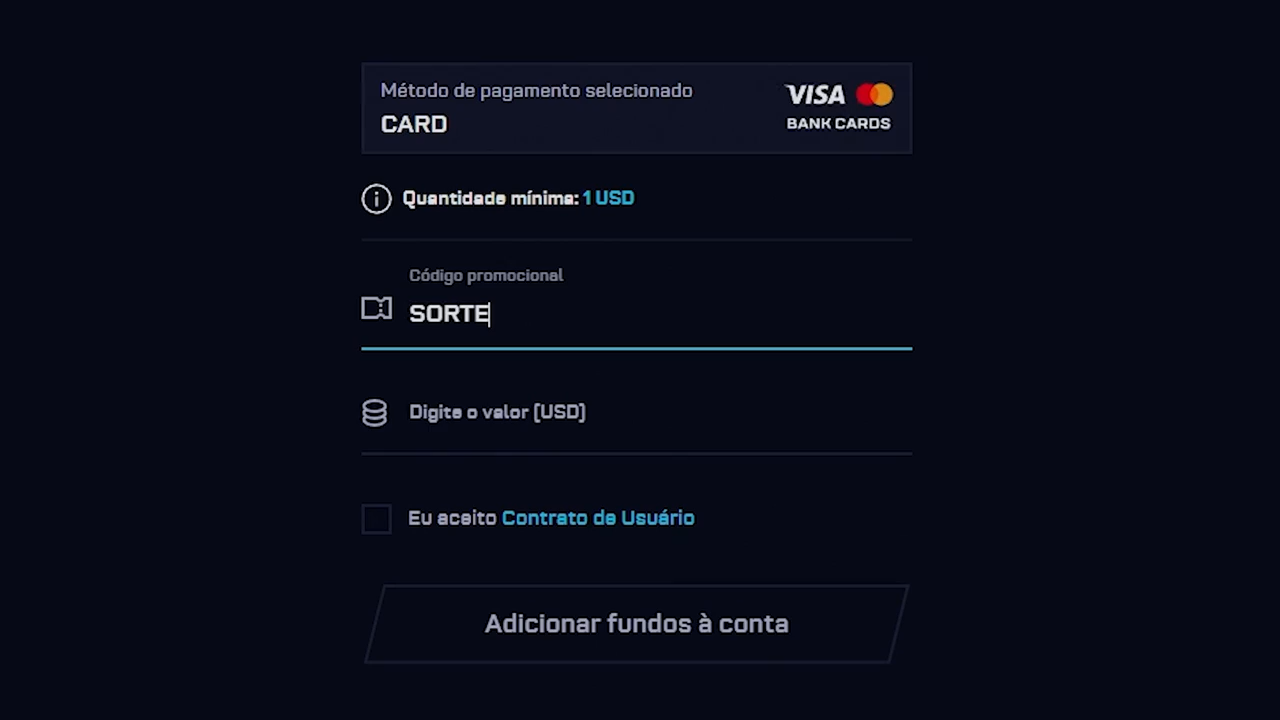 Método de pagamento selecionado
CARD
VISA
BANK CARDS
Quantidade mínima: 1 USD
Código promocional
SORTE
Digite o valor (USD)
Eu aceito Contrato de Usuário
Adicionar fundos à conta